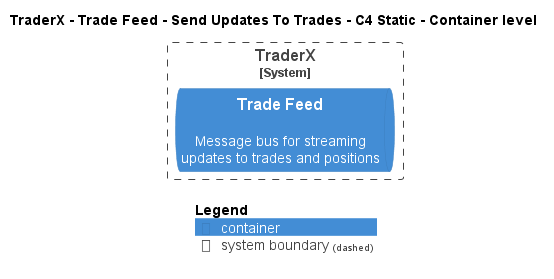 TraderX - Trade Feed - Send Updates To Trades - C4 Static - Container level
TraderX
[System]
Trade Feed
Message bus for streaming
updates to trades and positions
Legend
container
system boundary (dashed)